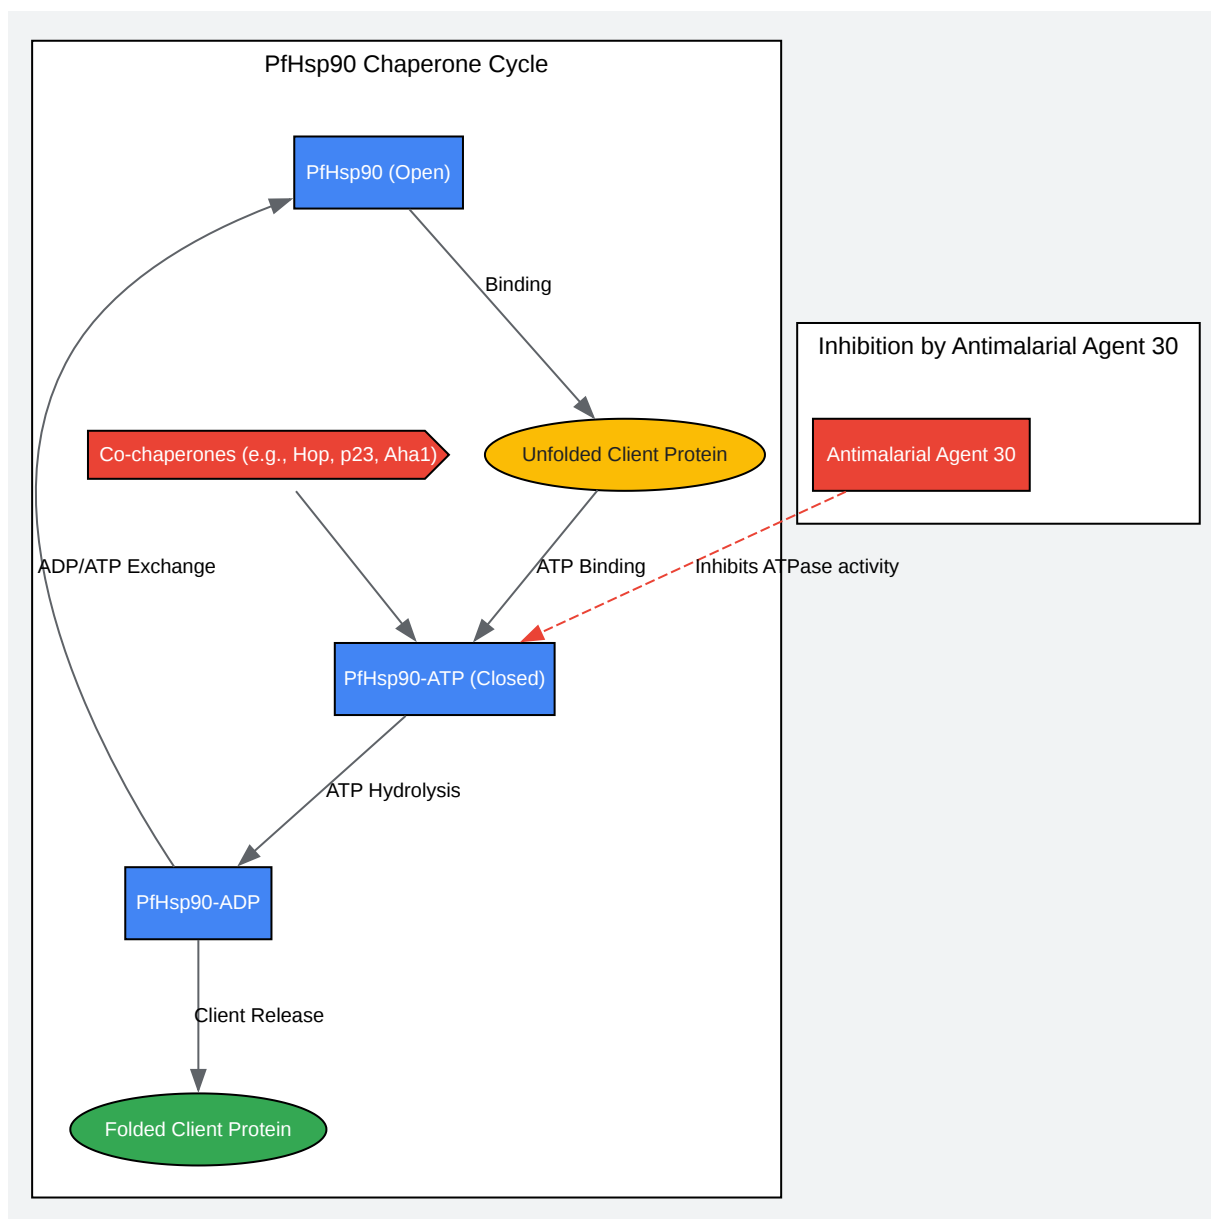 PfHsp90 Chaperone Cycle
PfHsp90 (Open)
Binding
Inhibition by Antimalarial Agent 30
Co-chaperones (e.g., Hop, p23, Aha1)
Unfolded Client Protein
Antimalarial Agent 30
ADP/ATP Exchange
ATP Binding
Inhibits ATPase activity
PfHsp90-ATP (Closed)
ATP Hydrolysis
PfHsp90-ADP
Client Release
Folded Client Protein